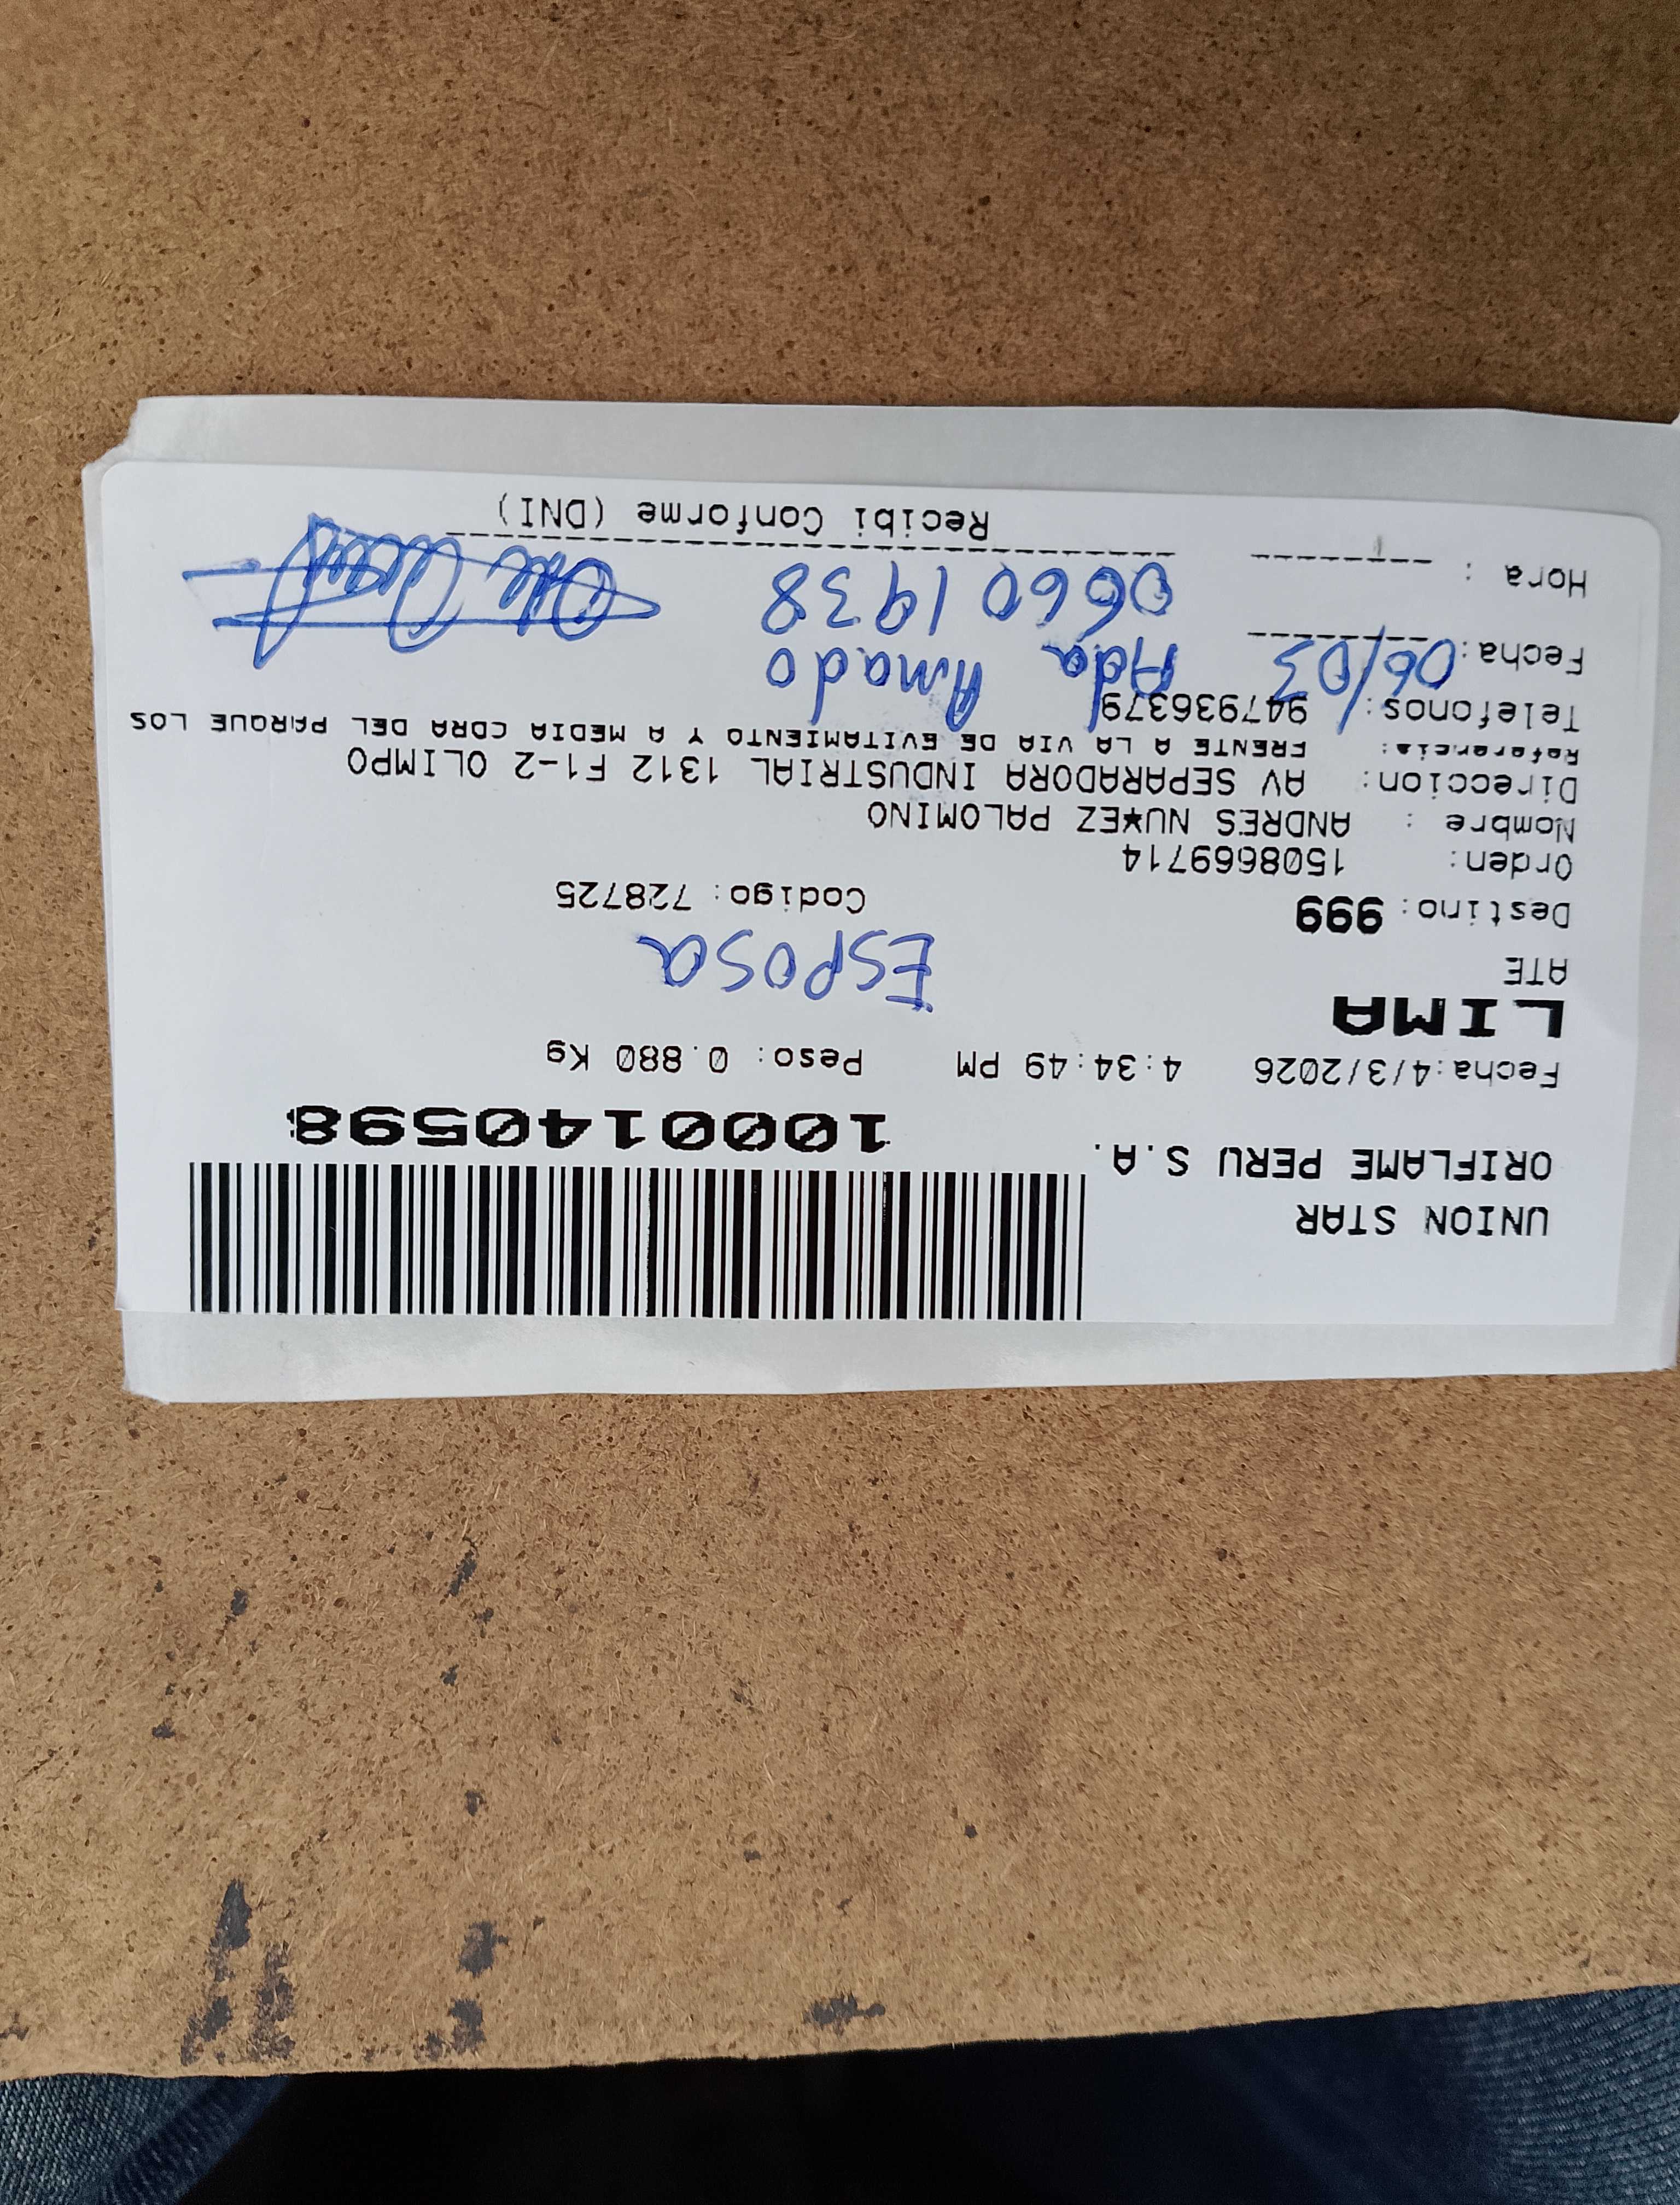 UNION STAR
ORIFLAME PERU S.A.
1000140598
Fecha:4/3/2026 4:34:49 PM Peso: 0.880 Kg
LIMA
ATE
ESPOSA
Destino: 999 Codigo: 728725
Orden: 1508669714
Nombre : ANDRES NU*EZ PALOMINO
Direccion: AV SEPARADORA INDUSTRIAL 1312 F1-2 OLIMPO
Referencia: FRENTE A LA VIA DE EVITAMIENTO Y A MEDIA CDRA DEL PARQUE LOS
Telefonos: 947936379
Fecha: 06/03 Ada Amado
06601938
Hora :
Recibi Conforme (DNI)